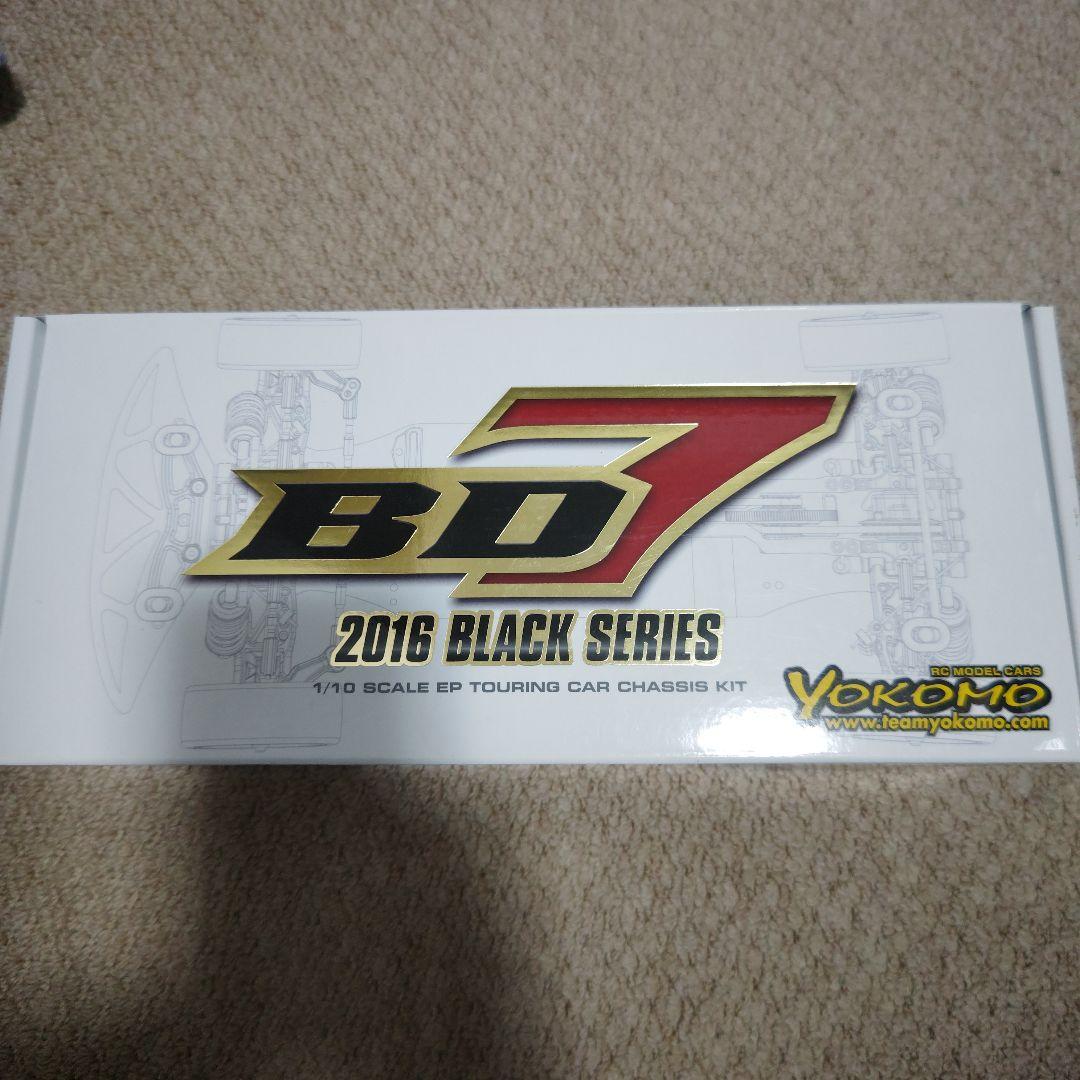 BD7
2016 BLACK SERIES
1/10 SCALE EP TOURING CAR CHASSIS KIT
RC MODEL CARS
YOKOMO
www.teamyokomo.com